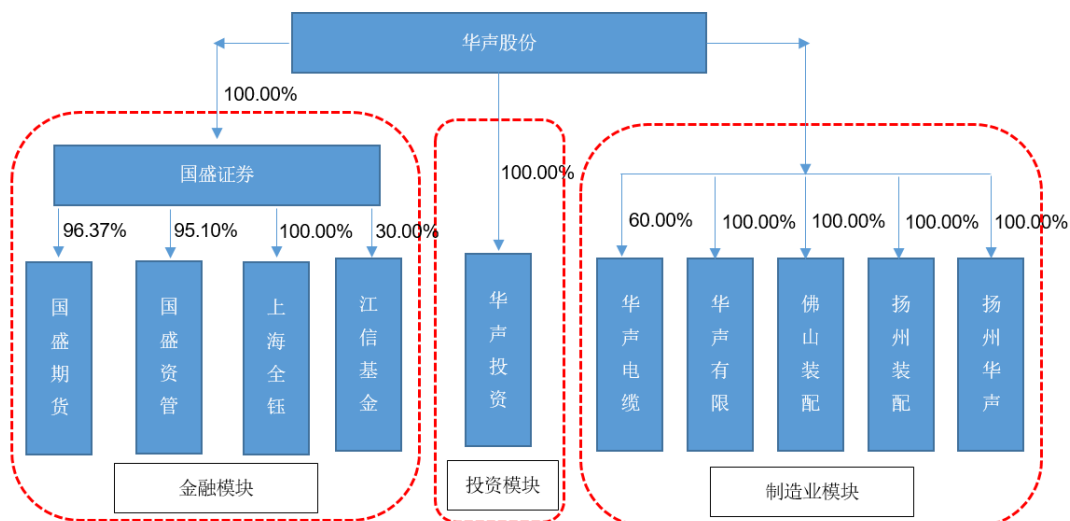 华声股份
100.00%
国盛证券
100.00%
96.37%
95.10%
100.00%
30.00%
60.00%
100.00%
100.00%
100.00%
100.00%
国盛期货
国盛资管
上海全钰
江信基金
华声投资
华声电缆
华声有限
佛山装配
扬州装配
扬州华声
金融模块
投资模块
制造业模块